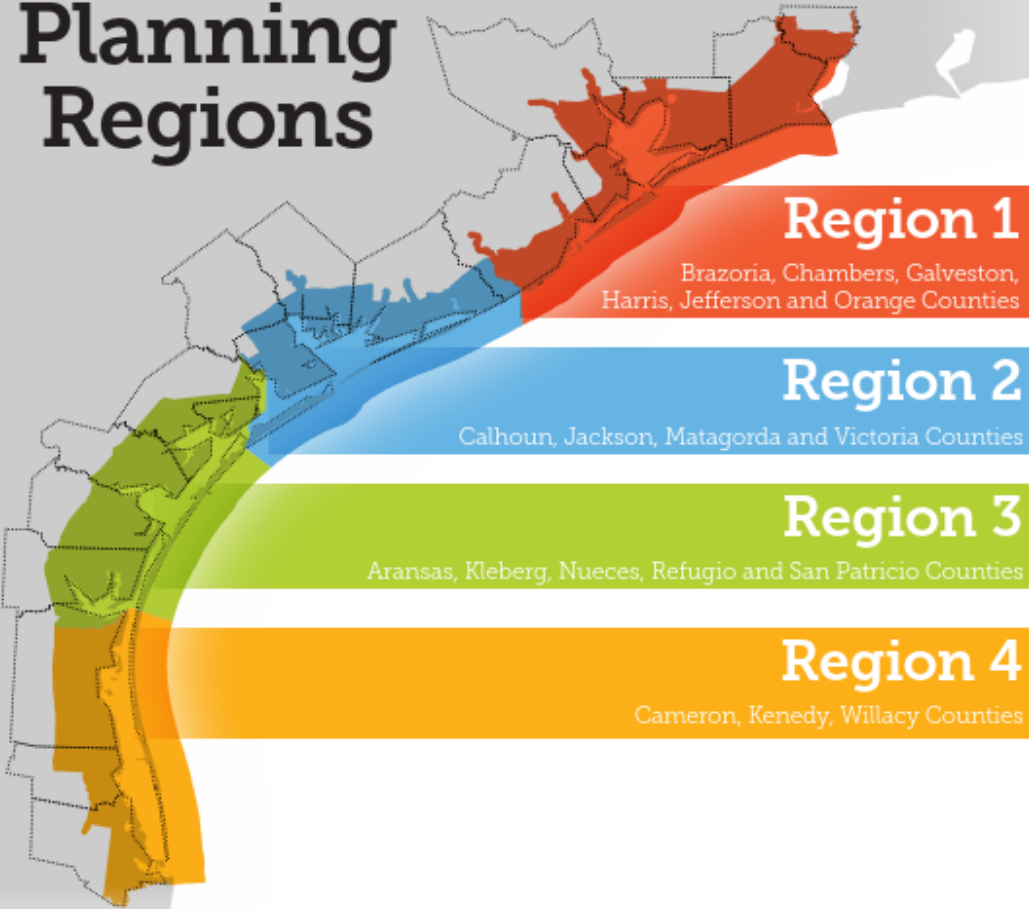 Planning
Regions
Region 1
Brazoria, Chambers, Galveston,
Harris, Jefferson and Orange Counties
Region 2
Calhoun, Jackson, Matagorda and Victoria Counties
Region 3
Aransas, Kleberg, Nueces, Refugio and San Patricio Counties
Region 4
Cameron, Kenedy, Willacy Counties